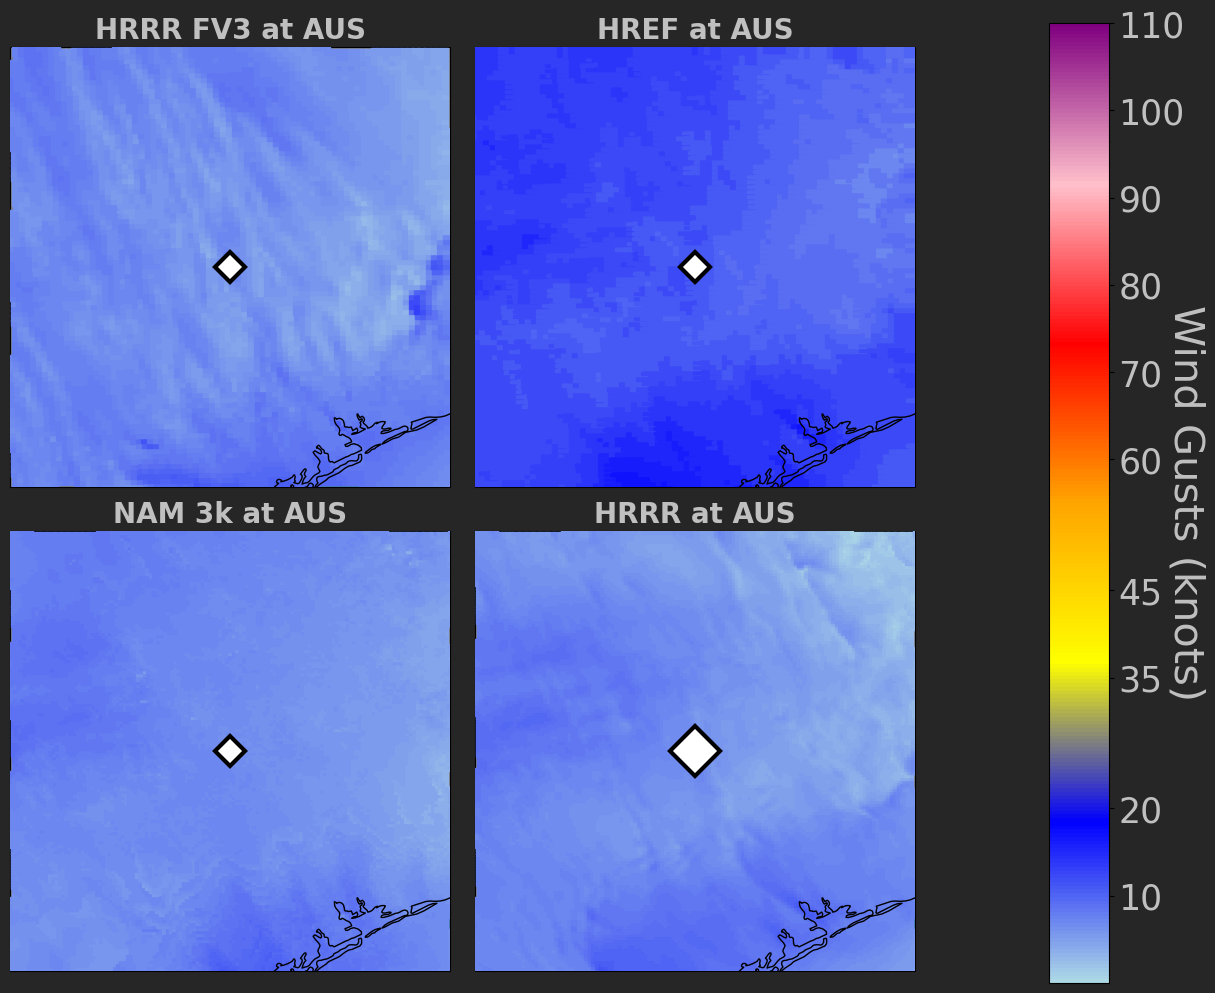 HRRR FV3 at AUS
HREF at AUS
NAM 3k at AUS
HRRR at AUS
110
100
90
80
70
60
45
35
20
10
Wind Gusts (knots)